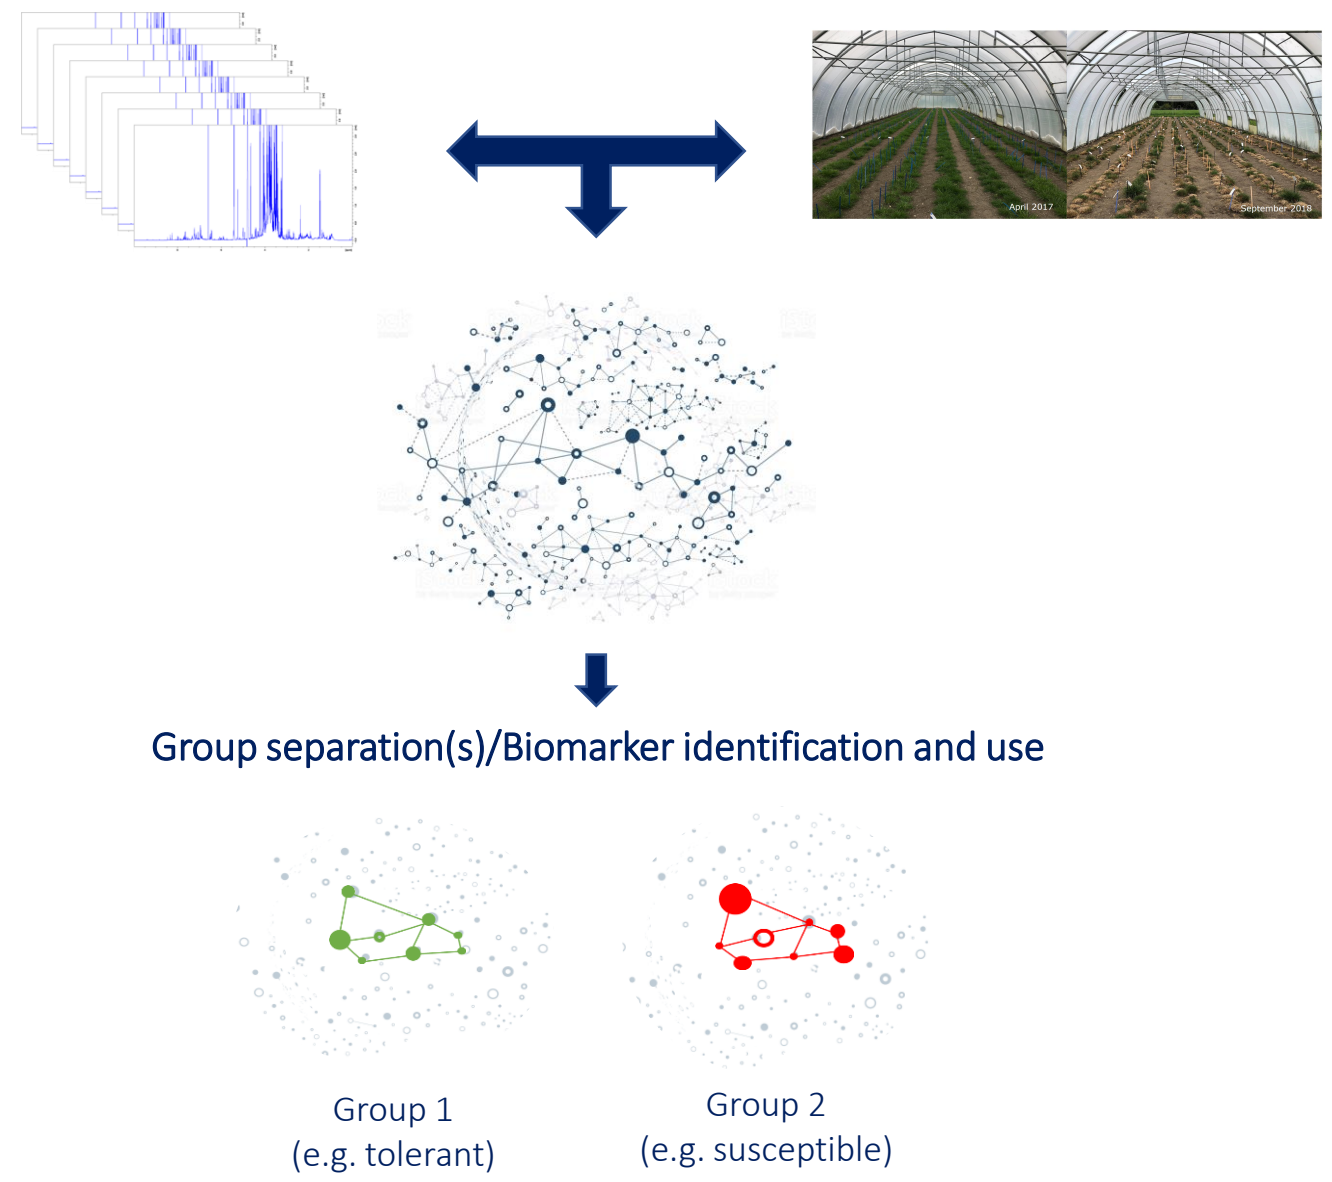 April 2017
September 2018
Group separation(s)/Biomarker identification and use
Group 1
(e.g. tolerant)
Group 2
(e.g. susceptible)